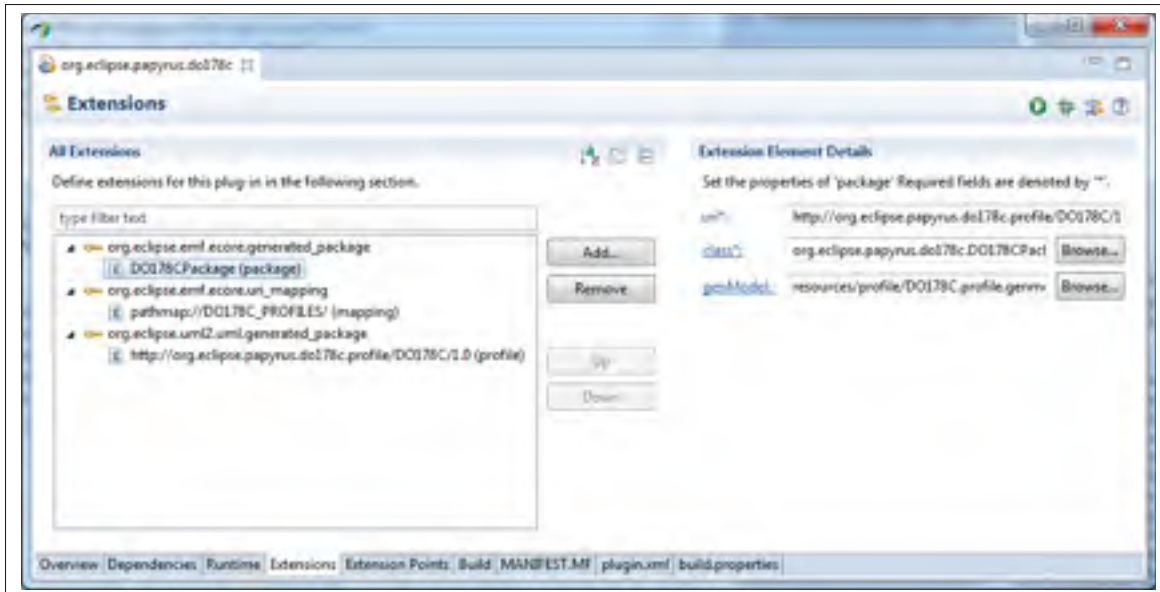 org.eclipse.papyrus.do178c
Extensions
All Extensions
Define extensions for this plug-in in the following section.
type filter text
org.eclipse.emf.ecore.generated_package
DO178CPackage (package)
org.eclipse.emf.ecore.uri_mapping
pathmap://DO178C_PROFILES/ (mapping)
org.eclipse.uml2.uml.generated_package
http://org.eclipse.papyrus.do178c.profile/DO178C/1.0 (profile)
Add...
Remove
Up
Down
Extension Element Details
Set the properties of 'package' Required fields are denoted by '*'.
uri*:
http://org.eclipse.papyrus.do178c.profile/DO178C/1
class*:
org.eclipse.papyrus.do178c.DO178CPacl
Browse...
genModel:
resources/profile/DO178C.profile.genm
Browse...
Overview Dependencies Runtime Extensions Extension Points Build MANIFEST.MF plugin.xml build.properties